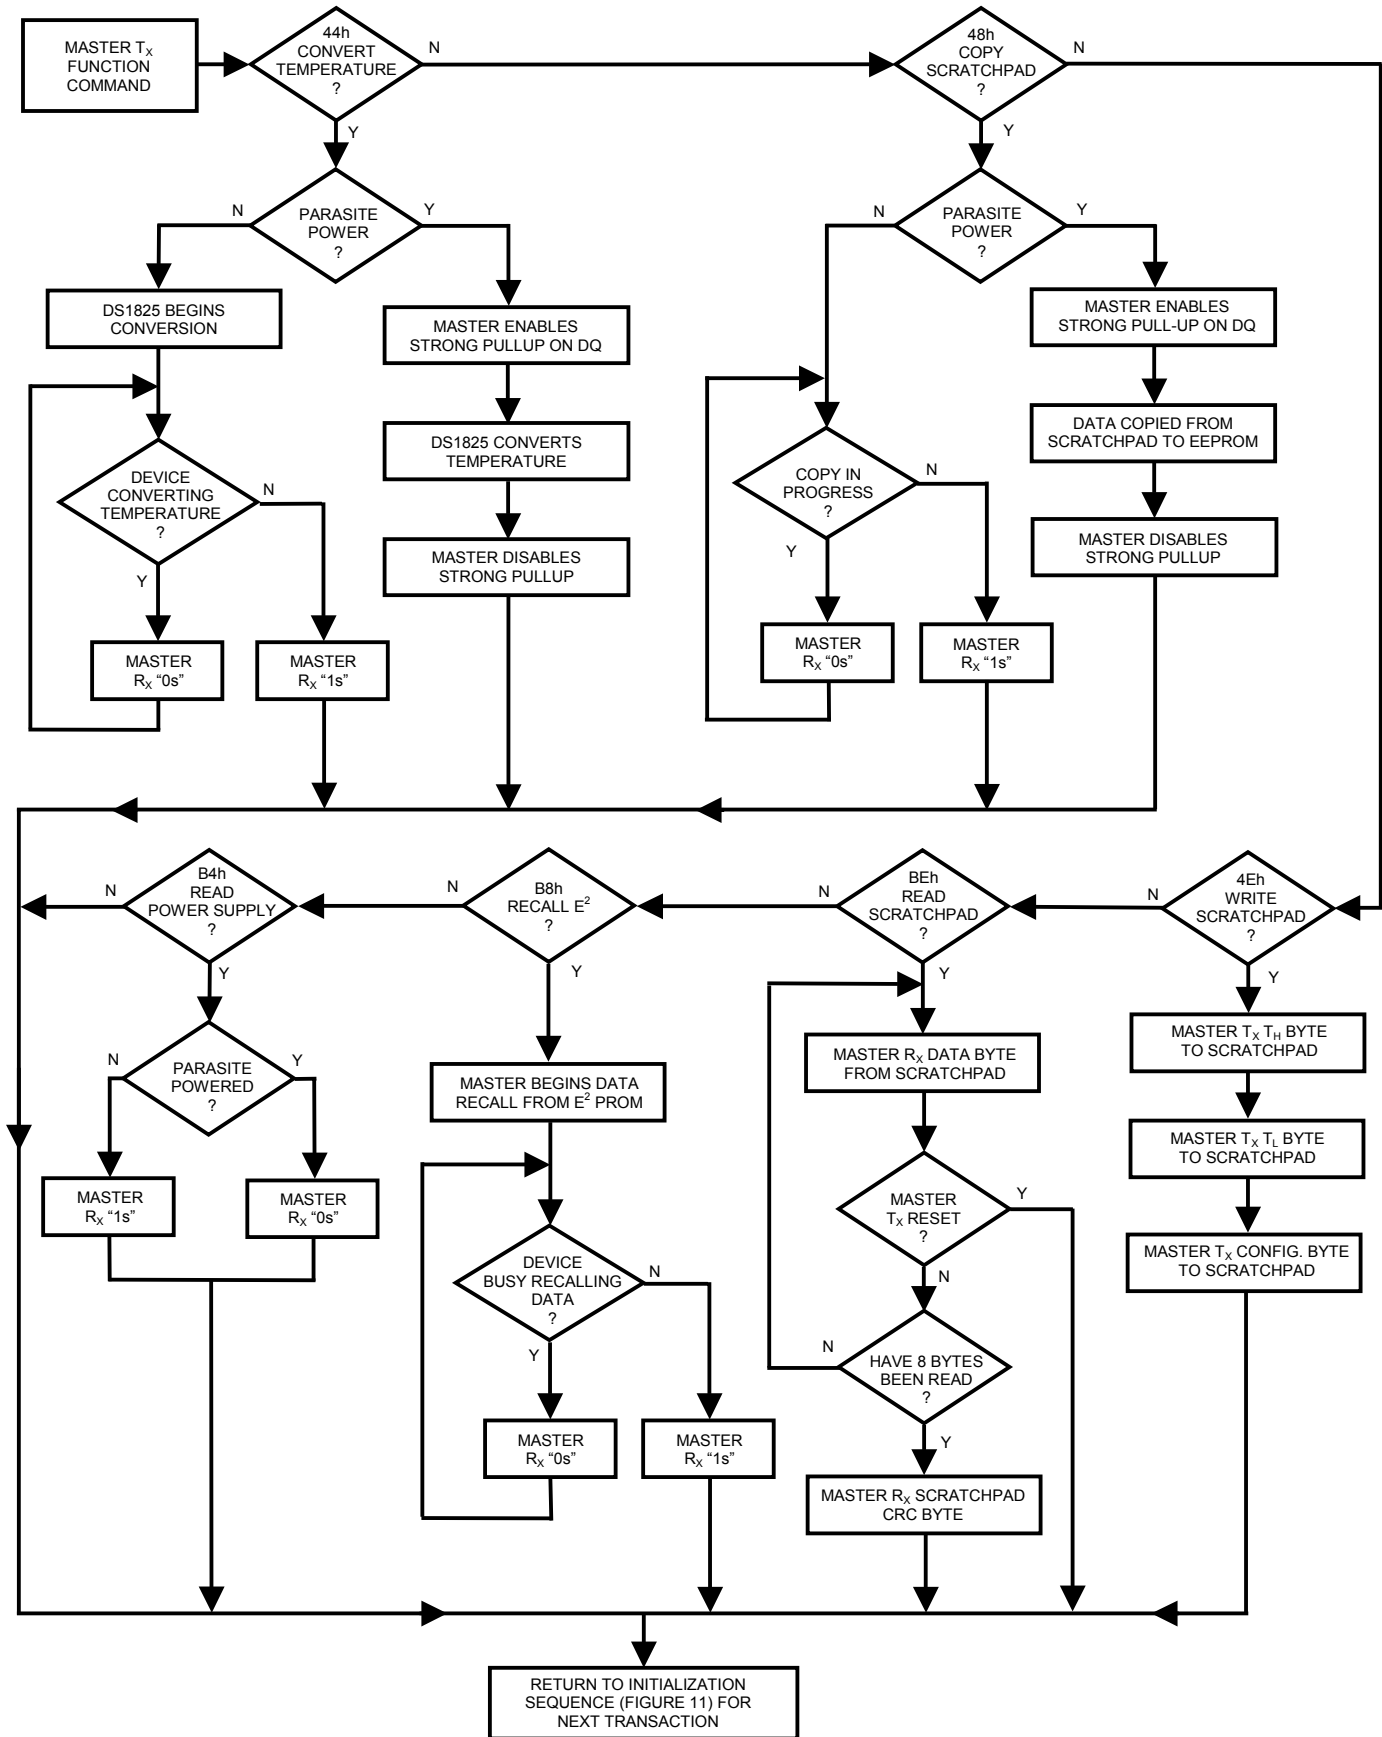 MASTER TX
FUNCTION
COMMAND
44h
CONVERT
TEMPERATURE
?
N
Y
48h
COPY
SCRATCHPAD
?
N
Y
PARASITE
POWER
?
N
Y
PARASITE
POWER
?
N
Y
DS1825 BEGINS
CONVERSION
MASTER ENABLES
STRONG PULLUP ON DQ
MASTER ENABLES
STRONG PULL-UP ON DQ
DEVICE
CONVERTING
TEMPERATURE
?
N
Y
DS1825 CONVERTS
TEMPERATURE
COPY IN
PROGRESS
?
N
Y
DATA COPIED FROM
SCRATCHPAD TO EEPROM
MASTER DISABLES
STRONG PULLUP
MASTER DISABLES
STRONG PULLUP
MASTER
RX “0s”
MASTER
RX “1s”
MASTER
RX “0s”
MASTER
RX “1s”
B4h
READ
POWER SUPPLY
?
N
Y
B8h
RECALL E2
?
N
Y
BEh
READ
SCRATCHPAD
?
N
Y
4Eh
WRITE
SCRATCHPAD
?
N
Y
PARASITE
POWERED
?
N
Y
MASTER
RX “1s”
MASTER
RX “0s”
MASTER BEGINS DATA
RECALL FROM E2 PROM
DEVICE
BUSY RECALLING
DATA
?
N
Y
MASTER
RX “0s”
MASTER
RX “1s”
MASTER RX DATA BYTE
FROM SCRATCHPAD
MASTER
TX RESET
?
Y
N
HAVE 8 BYTES
BEEN READ
?
N
Y
MASTER RX SCRATCHPAD
CRC BYTE
MASTER TX TH BYTE
TO SCRATCHPAD
MASTER TX TL BYTE
TO SCRATCHPAD
MASTER TX CONFIG. BYTE
TO SCRATCHPAD
RETURN TO INITIALIZATION
SEQUENCE (FIGURE 11) FOR
NEXT TRANSACTION